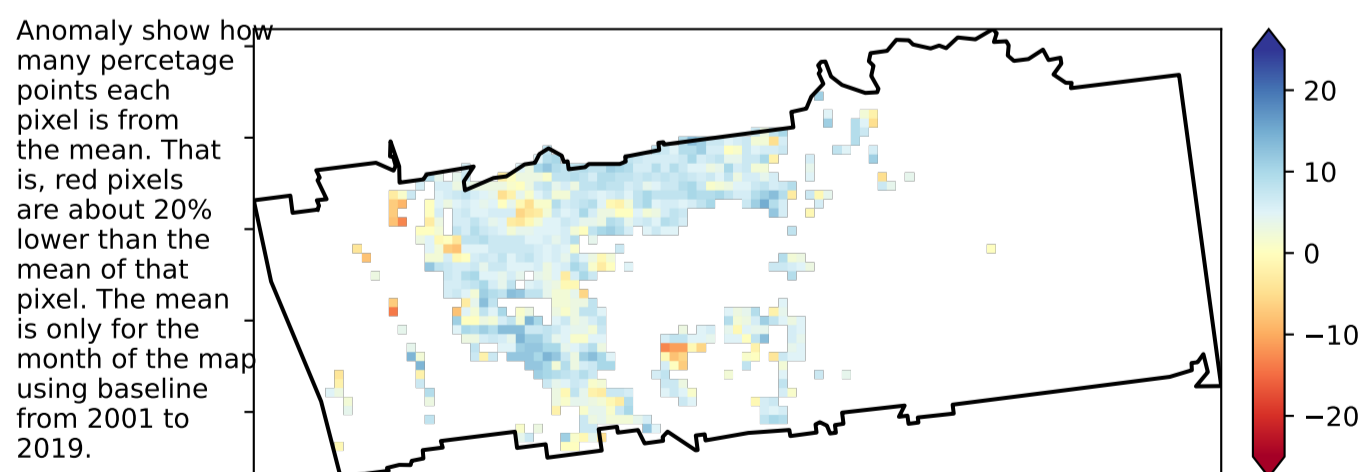 Anomaly show how
many percetage
points each
pixel is from
the mean. That
is, red pixels
are about 20%
lower than the
mean of that
pixel. The mean
is only for the
month of the map
using baseline
from 2001 to
2019.
20
10
0
−10
−20